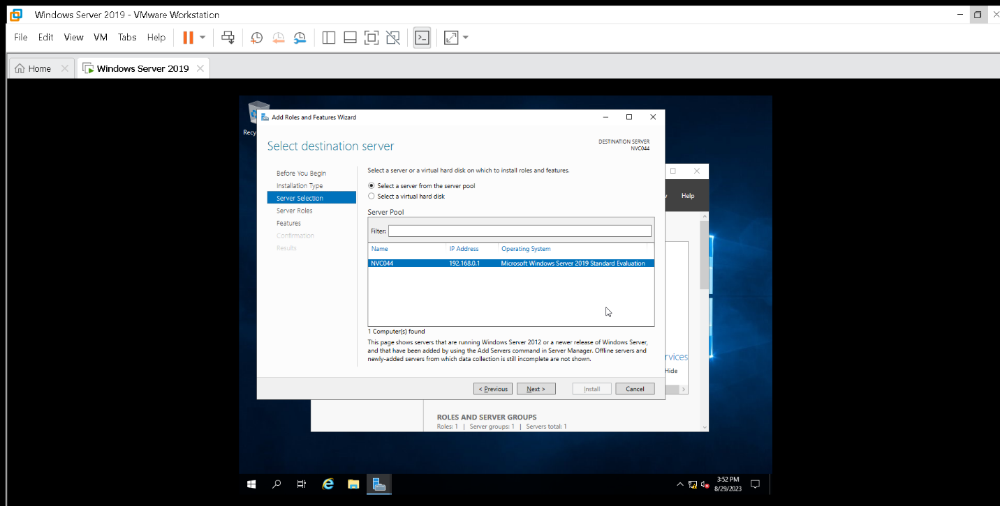 Windows Server 2019 - VMware Workstation
File Edit View VM Tabs Help
Home
Windows Server 2019
Add Roles and Features Wizard
Select destination server
DESTINATION SERVER
NVC044
Before You Begin
Installation Type
Server Selection
Server Roles
Features
Confirmation
Results
Select a server or a virtual hard disk on which to install roles and features.
Select a server from the server pool
Select a virtual hard disk
Server Pool
Filter:
Name IP Address Operating System
NVC044 192.168.0.1 Microsoft Windows Server 2019 Standard Evaluation
1 Computer(s) found
This page shows servers that are running Windows Server 2012 or a newer release of Windows Server,
and that have been added by using the Add Servers command in Server Manager. Offline servers and
newly-added servers from which data collection is still incomplete are not shown.
< Previous Next > Install Cancel
Recy
Help
rvices
Hide
ROLES AND SERVER GROUPS
Roles: 1 | Server groups: 1 | Servers total: 1
3:52 PM
8/29/2023